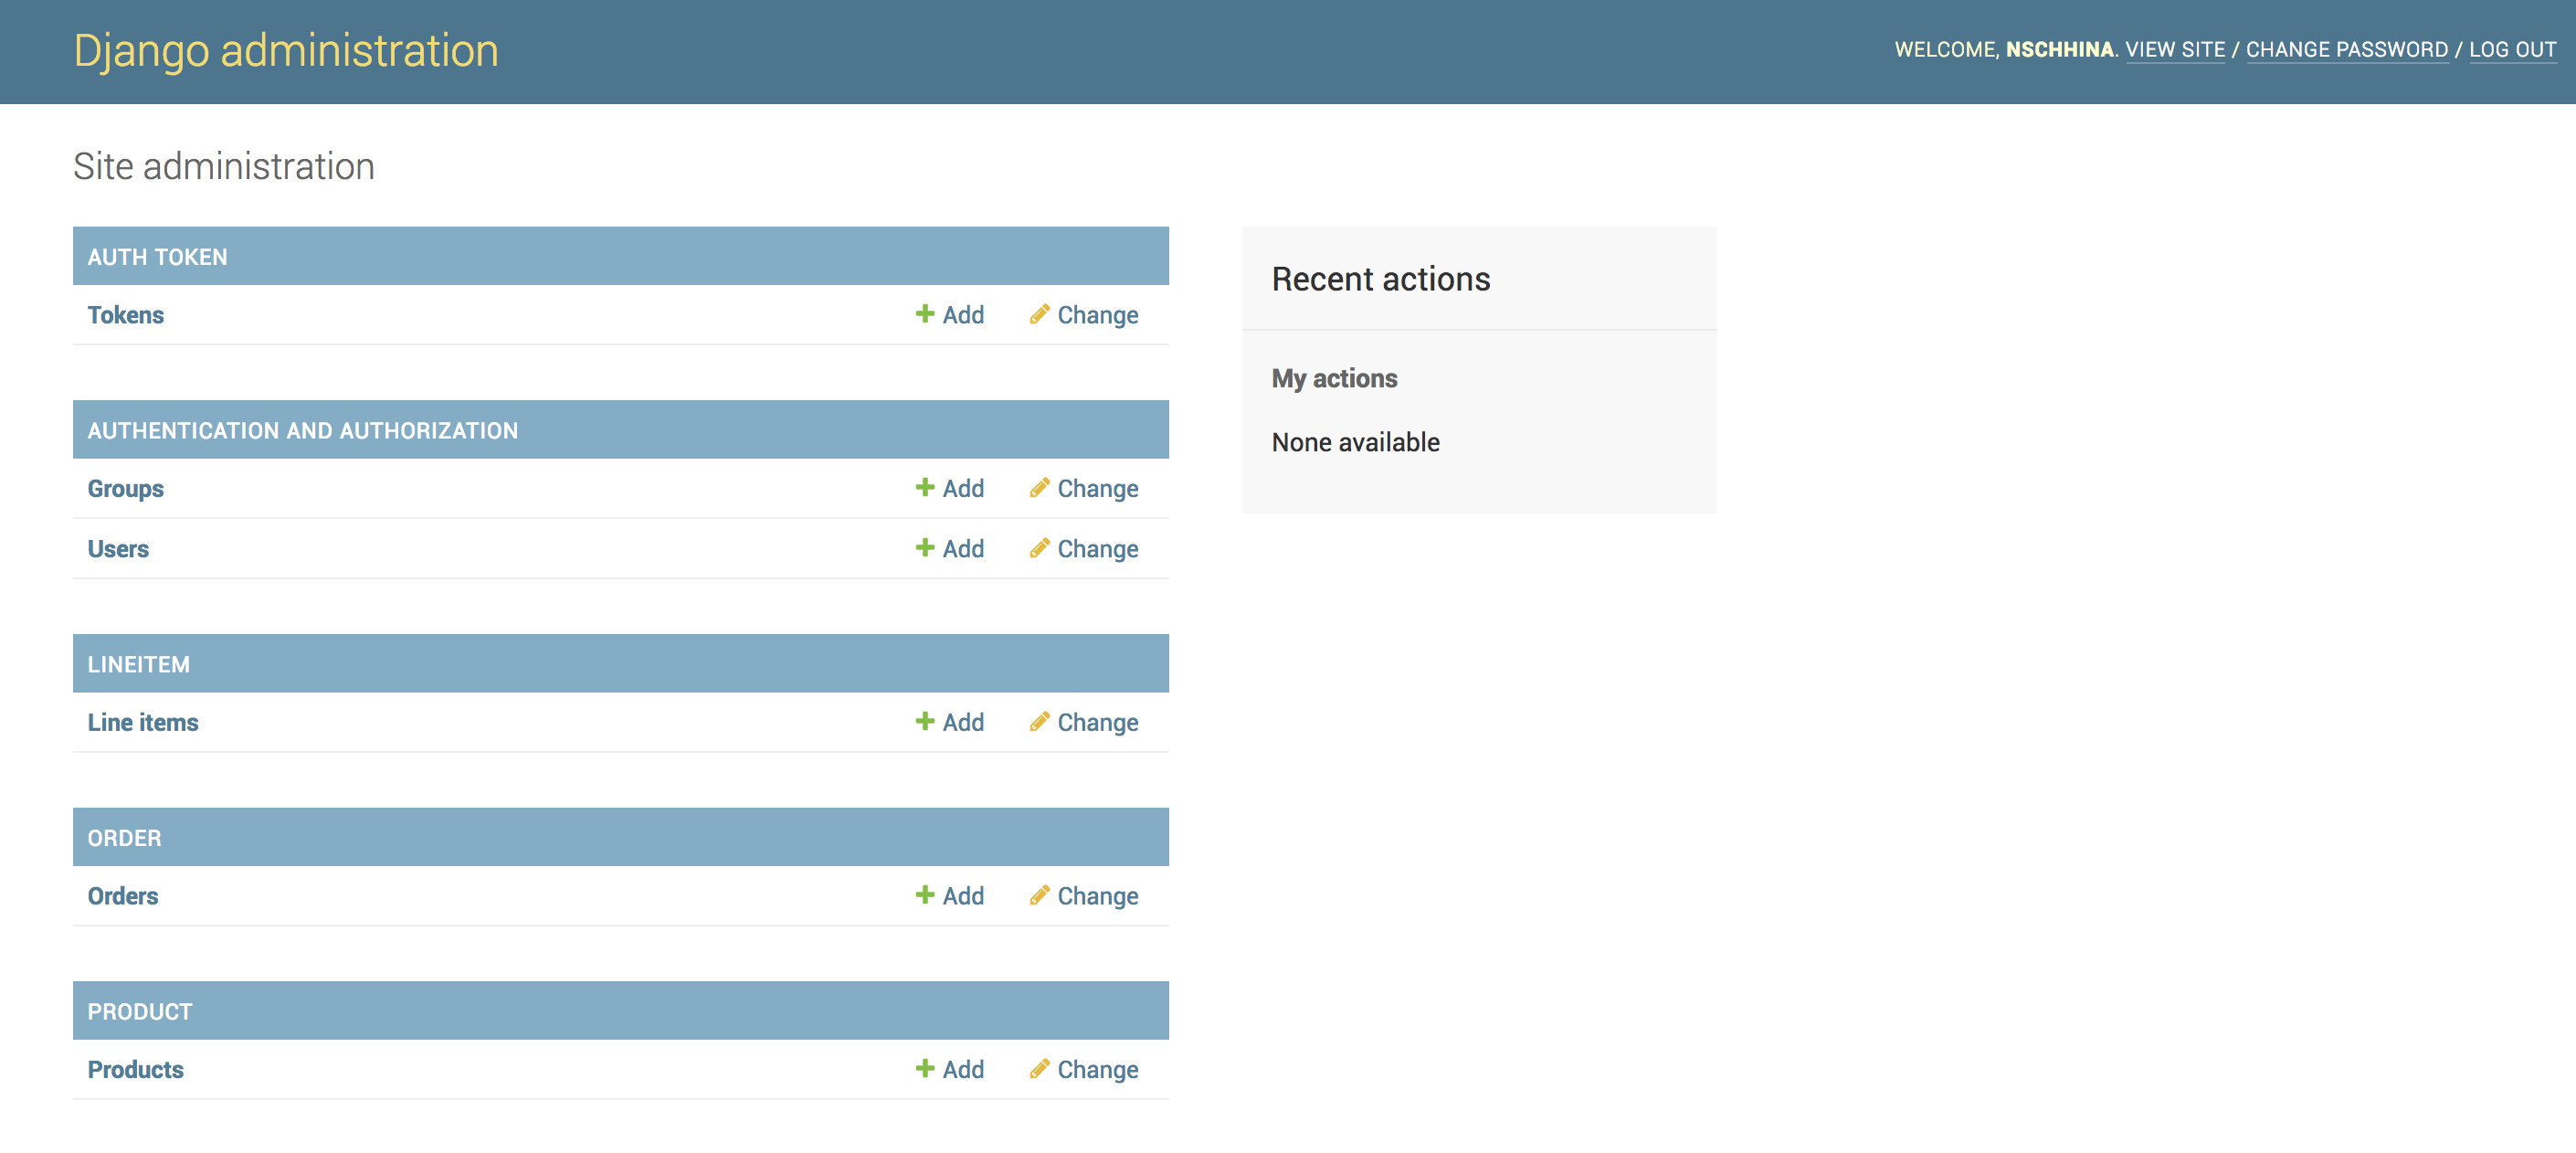 Django administration
WELCOME, NSCHHINA. VIEW SITE / CHANGE PASSWORD / LOG OUT
Site administration
AUTH TOKEN
Tokens Add Change
AUTHENTICATION AND AUTHORIZATION
Groups Add Change
Users Add Change
LINEITEM
Line items Add Change
ORDER
Orders Add Change
PRODUCT
Products Add Change
Recent actions
My actions
None available